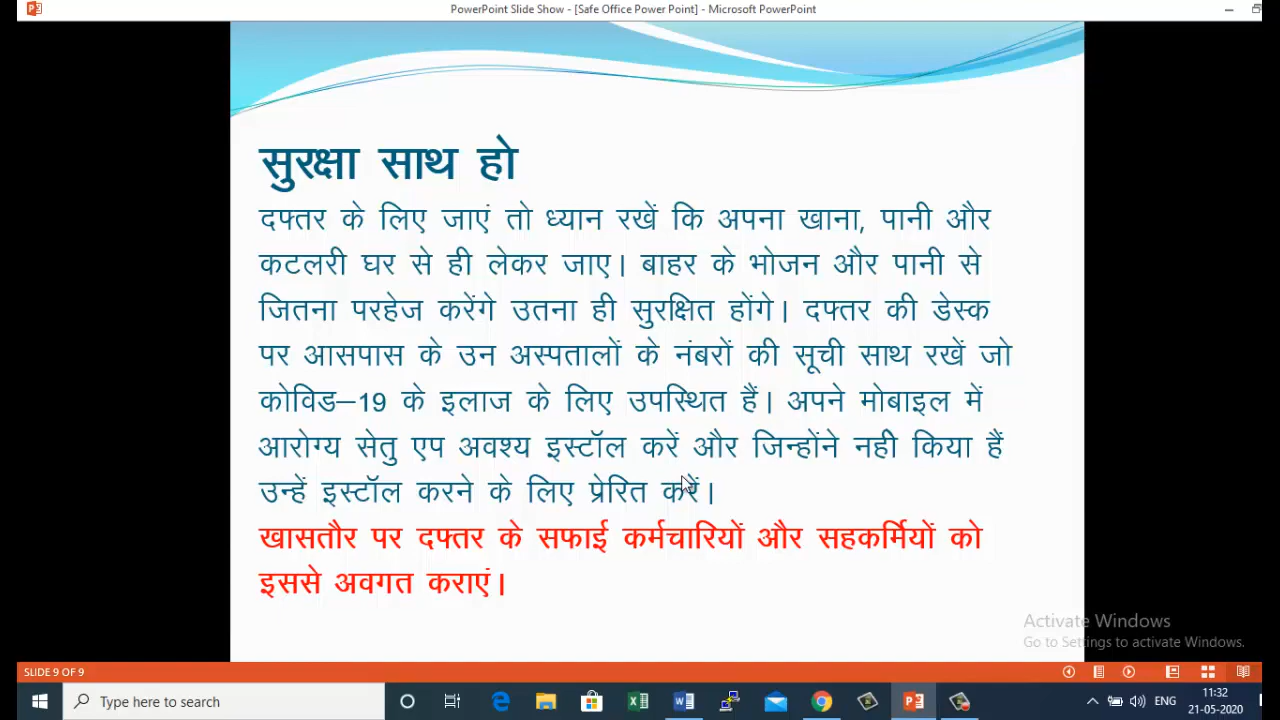 PowerPoint Slide Show - [Safe Office Power Point] - Microsoft PowerPoint
सुरक्षा साथ हो
दफ्तर के लिए जाएं तो ध्यान रखें कि अपना खाना, पानी और
कटलरी घर से ही लेकर जाए। बाहर के भोजन और पानी से
जितना परहेज करेंगे उतना ही सुरक्षित होंगे। दफ्तर की डेस्क
पर आसपास के उन अस्पतालों के नंबरों की सूची साथ रखें जो
कोविड–19 के इलाज के लिए उपस्थित हैं। अपने मोबाइल में
आरोग्य सेतु एप अवश्य इस्टॉल करें और जिन्होंने नही किया हैं
उन्हें इस्टॉल करने के लिए प्रेरित करें।
खासतौर पर दफ्तर के सफाई कर्मचारियों और सहकर्मियों को
इससे अवगत कराएं।
Activate Windows
Go to Settings to activate Windows.
SLIDE 9 OF 9
Type here to search
ENG
11:32
21-05-2020